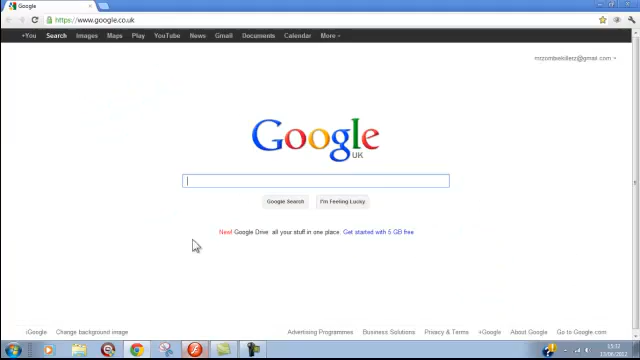 Google
https://www.google.co.uk
+You Search Images Maps Play YouTube News Gmail Documents Calendar More
Google
UK
Google Search I'm Feeling Lucky
New! Google Drive all your stuff in one place. Get started with 5 GB free
iGoogle Change background image Advertising Programmes Business Solutions Privacy & Terms +Google About Google Go to Google.com
15:32